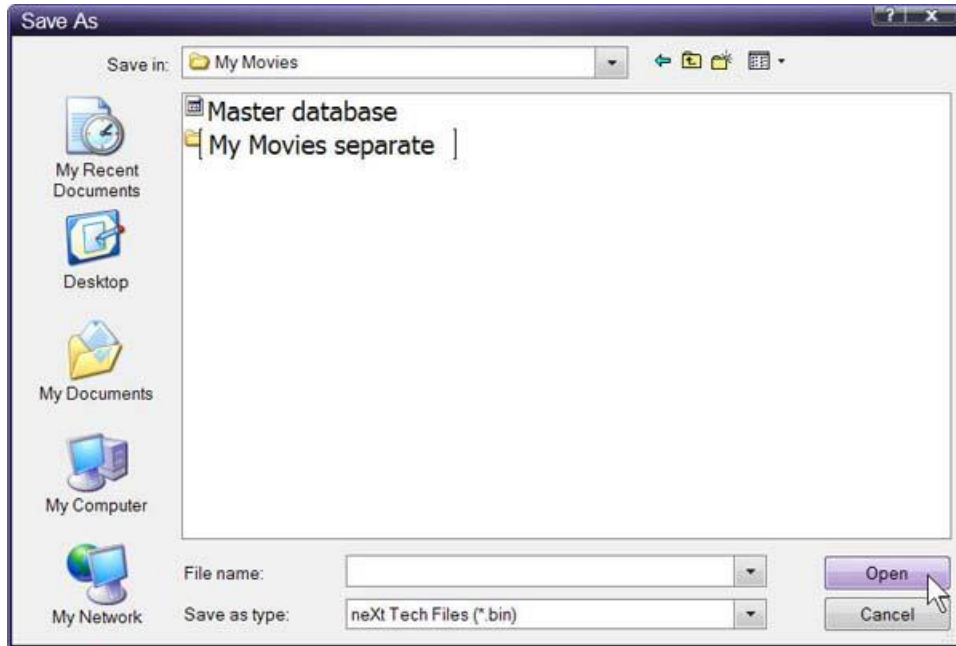 Save As
? x
Save in: My Movies
Master database
My Movies separate
My Recent
Documents
Desktop
My Documents
My Computer
My Network
File name:
Open
Save as type: neXt Tech Files (*.bin)
Cancel